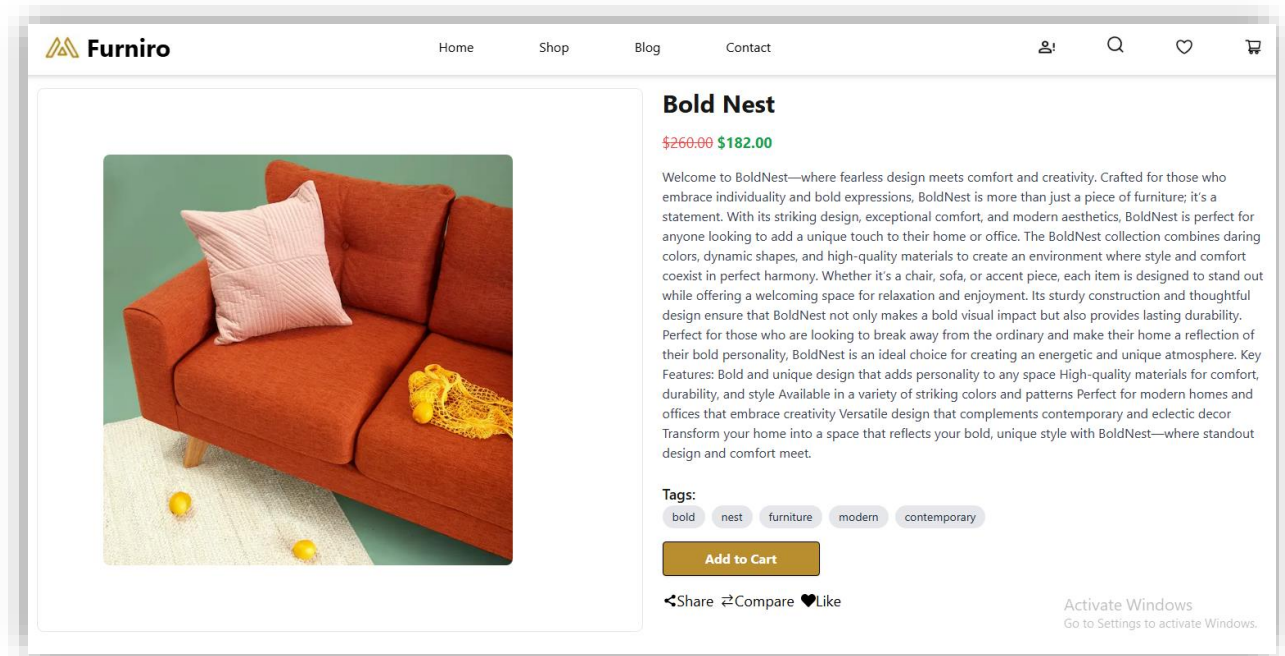 Furniro
Home Shop Blog Contact
Bold Nest
$260.00 $182.00
Welcome to BoldNest—where fearless design meets comfort and creativity. Crafted for those who
embrace individuality and bold expressions, BoldNest is more than just a piece of furniture; it's a
statement. With its striking design, exceptional comfort, and modern aesthetics, BoldNest is perfect for
anyone looking to add a unique touch to their home or office. The BoldNest collection combines daring
colors, dynamic shapes, and high-quality materials to create an environment where style and comfort
coexist in perfect harmony. Whether it's a chair, sofa, or accent piece, each item is designed to stand out
while offering a welcoming space for relaxation and enjoyment. Its sturdy construction and thoughtful
design ensure that BoldNest not only makes a bold visual impact but also provides lasting durability.
Perfect for those who are looking to break away from the ordinary and make their home a reflection of
their bold personality, BoldNest is an ideal choice for creating an energetic and unique atmosphere. Key
Features: Bold and unique design that adds personality to any space High-quality materials for comfort,
durability, and style Available in a variety of striking colors and patterns Perfect for modern homes and
offices that embrace creativity Versatile design that complements contemporary and eclectic decor
Transform your home into a space that reflects your bold, unique style with BoldNest—where standout
design and comfort meet.
Tags:
bold nest furniture modern contemporary
Add to Cart
Share Compare Like
Activate Windows
Go to Settings to activate Windows.